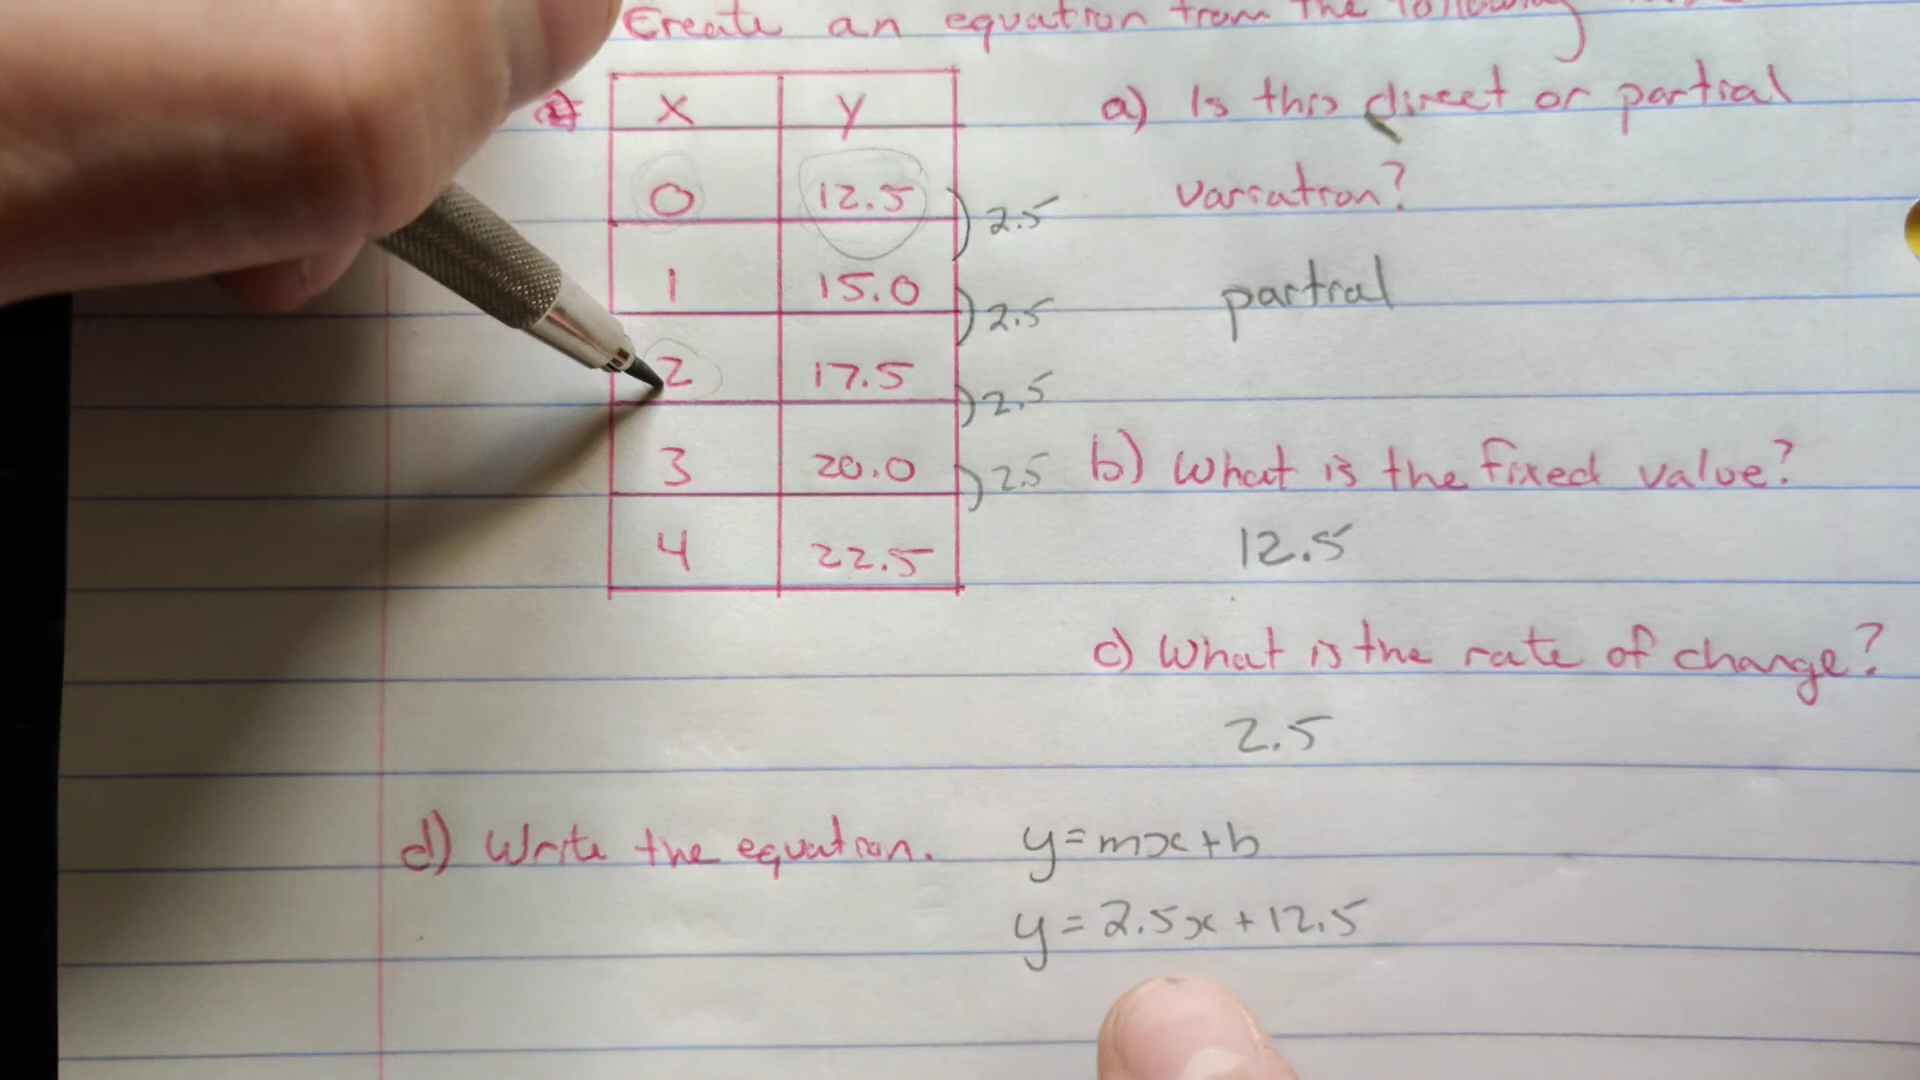 Create an equation from the following
x y
0 12.5
2.5
1 15.0
2.5
2 17.5
2.5
3 20.0
2.5
4 22.5
a) Is this direct or partial
variation?
partial
b) What is the fixed value?
12.5
c) What is the rate of change?
2.5
d) Write the equation. y=mx+b
y=2.5x+12.5